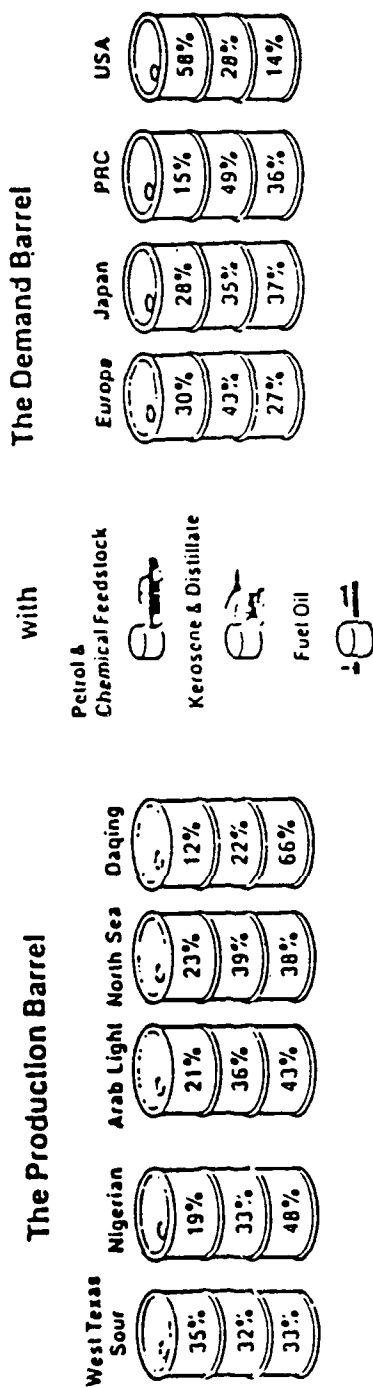 The Production Barrel
with
The Demand Barrel
West Texas
Sour
35%
32%
33%
Nigerian
19%
33%
48%
Arab Light
21%
36%
43%
North Sea
23%
39%
38%
Daqing
12%
22%
66%
Petrol &
Chemical Feedstock
Kerosene & Distillate
Fuel Oil
Europe
30%
43%
27%
Japan
28%
35%
37%
PRC
15%
49%
36%
USA
58%
28%
14%